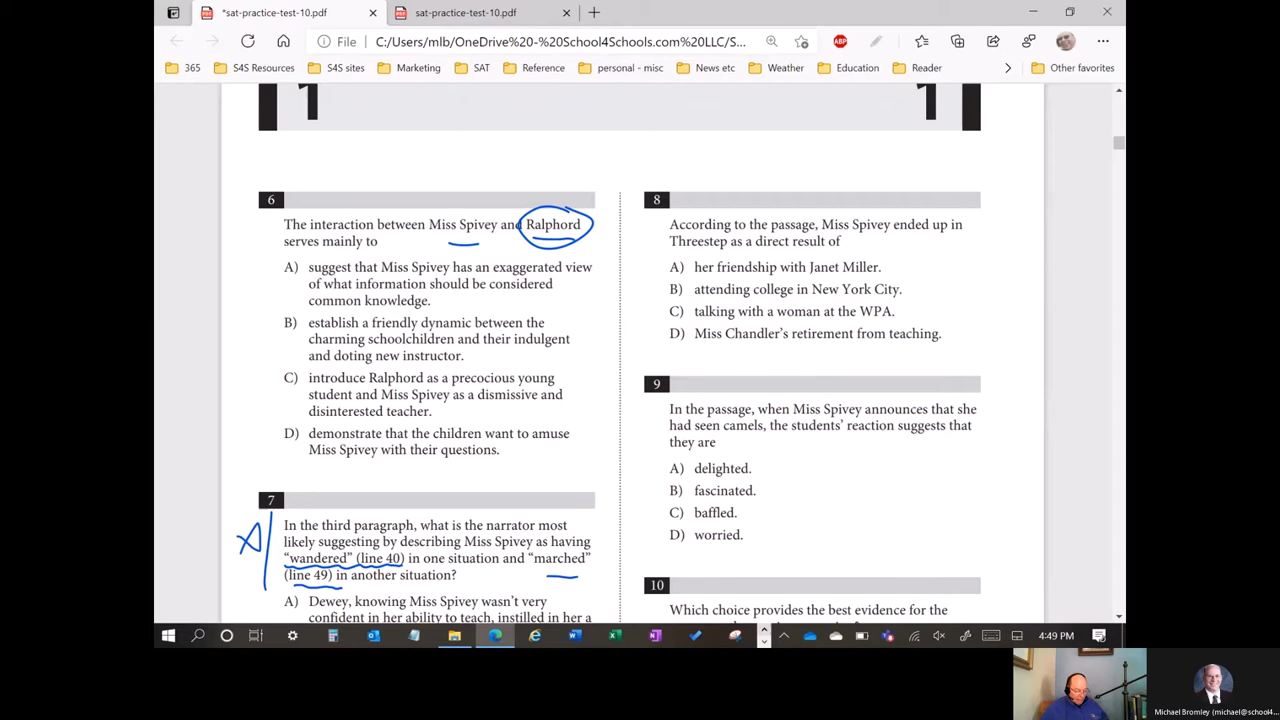 *sat-practice-test-10.pdf
sat-practice-test-10.pdf
File
C:/Users/mlb/OneDrive%20-%20School4Schools.com%20LLC/S...
ABP
365
S4S Resources
S4S sites
Marketing
SAT
Reference
personal - misc
News etc
Weather
Education
Reader
Other favorites
1
1
6
The interaction between Miss Spivey and Ralphord
serves mainly to
A) suggest that Miss Spivey has an exaggerated view
of what information should be considered
common knowledge.
B) establish a friendly dynamic between the
charming schoolchildren and their indulgent
and doting new instructor.
C) introduce Ralphord as a precocious young
student and Miss Spivey as a dismissive and
disinterested teacher.
D) demonstrate that the children want to amuse
Miss Spivey with their questions.
7
A
In the third paragraph, what is the narrator most
likely suggesting by describing Miss Spivey as having
“wandered” (line 40) in one situation and “marched”
(line 49) in another situation?
A) Dewey, knowing Miss Spivey wasn’t very
confident in her ability to teach, instilled in her a
8
According to the passage, Miss Spivey ended up in
Threestep as a direct result of
A) her friendship with Janet Miller.
B) attending college in New York City.
C) talking with a woman at the WPA.
D) Miss Chandler’s retirement from teaching.
9
In the passage, when Miss Spivey announces that she
had seen camels, the students’ reaction suggests that
they are
A) delighted.
B) fascinated.
C) baffled.
D) worried.
10
Which choice provides the best evidence for the
4:49 PM
Michael Bromley (michael@school4...